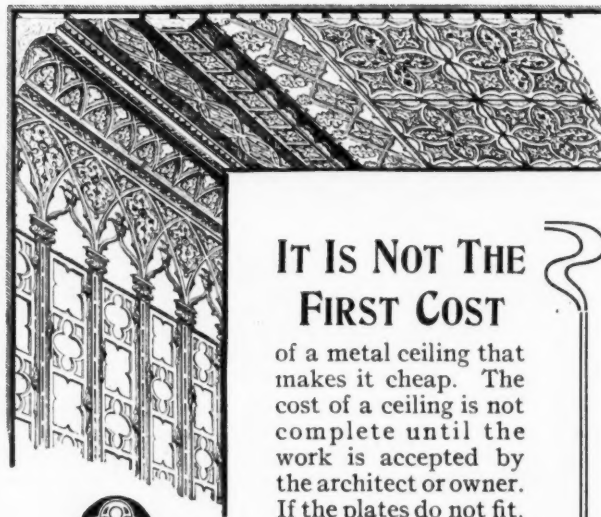 IT IS NOT THE
FIRST COST
of a metal ceiling that
makes it cheap. The
cost of a ceiling is not
complete until the
work is accepted by
the architect or owner.
If the plates do not fit,